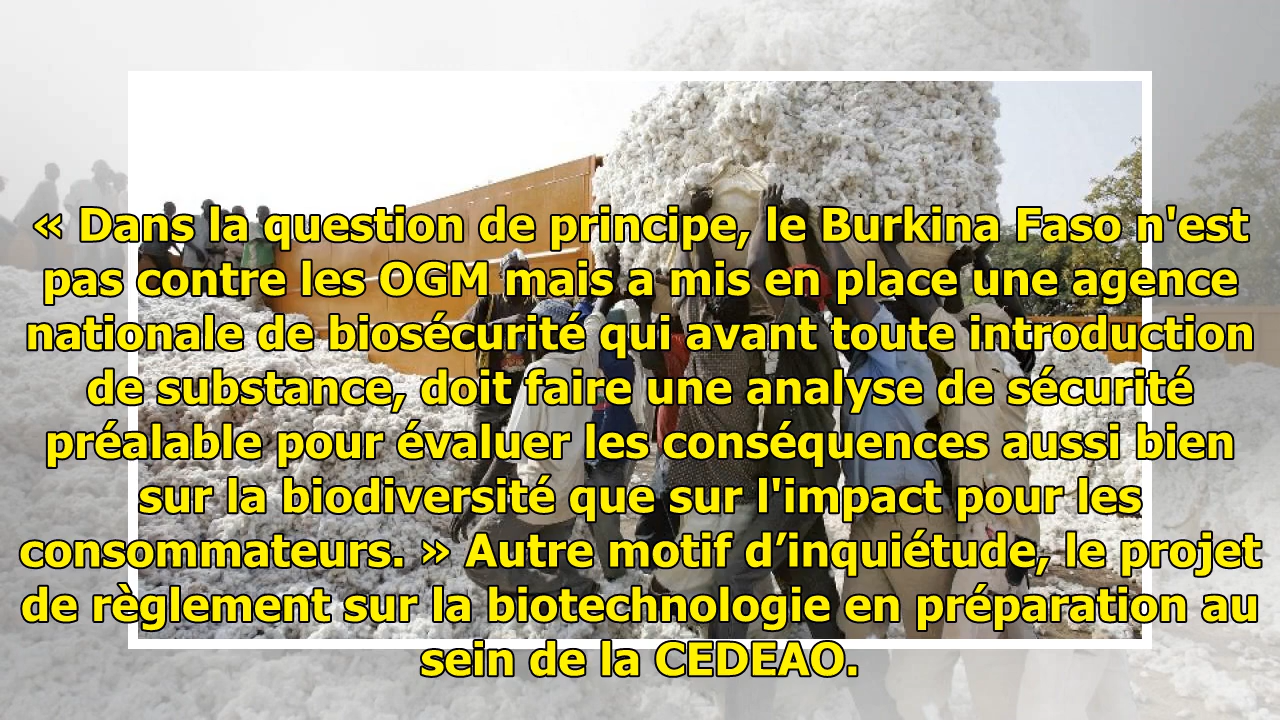 « Dans la question de principe, le Burkina Faso n'est
pas contre les OGM mais a mis en place une agence
nationale de biosécurité qui avant toute introduction
de substance, doit faire une analyse de sécurité
préalable pour évaluer les conséquences aussi bien
sur la biodiversité que sur l'impact pour les
consommateurs. » Autre motif d’inquiétude, le projet
de règlement sur la biotechnologie en préparation au
sein de la CEDEAO.